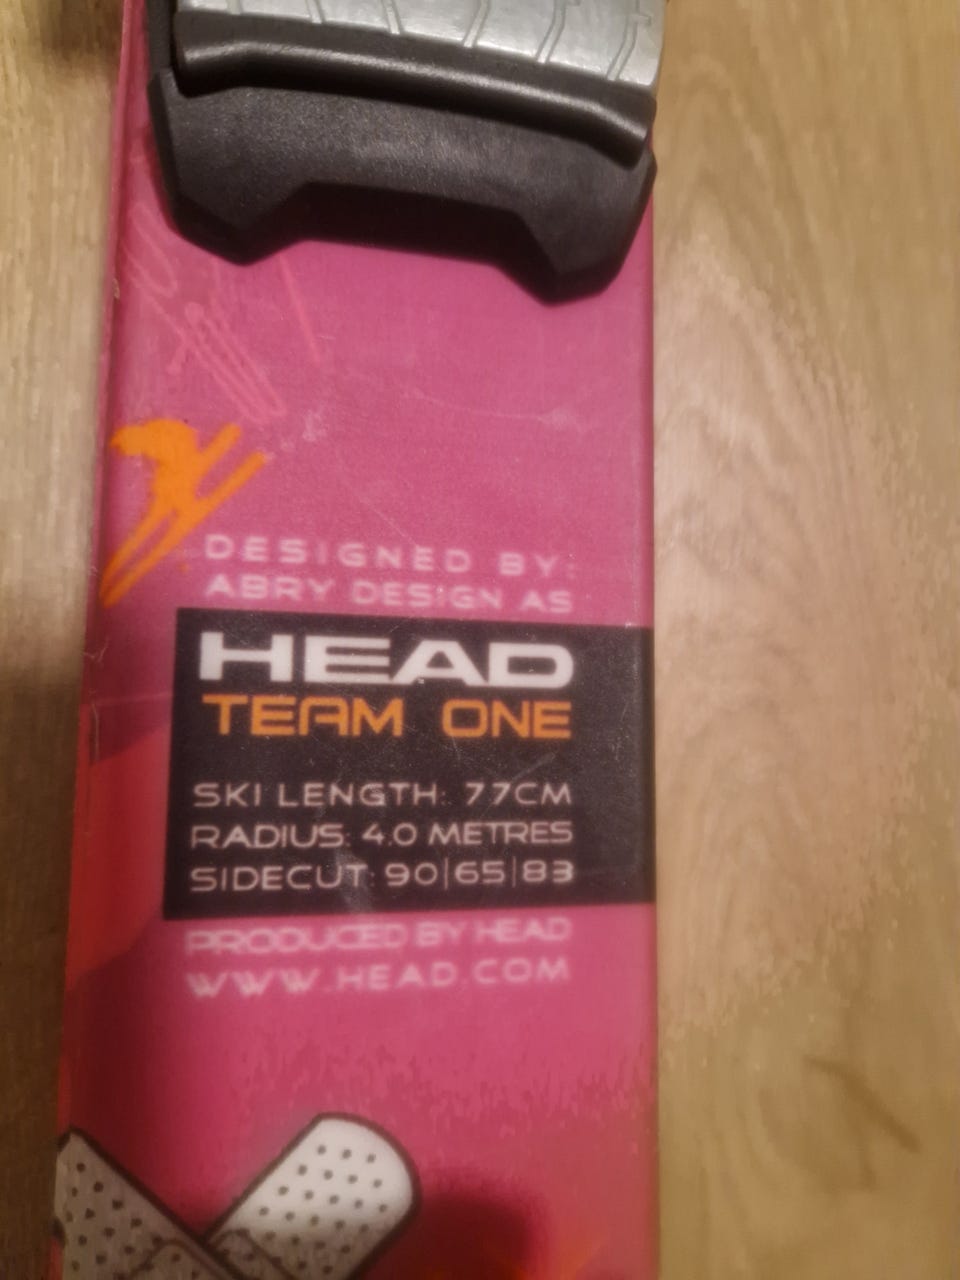 DESIGNED BY:
ABRY DESIGN AS
HEAD
TEAM ONE
SKI LENGTH: 77CM
RADIUS: 4.0 METRES
SIDECUT: 90|65|83
PRODUCED BY HEAD
WWW.HEAD.COM